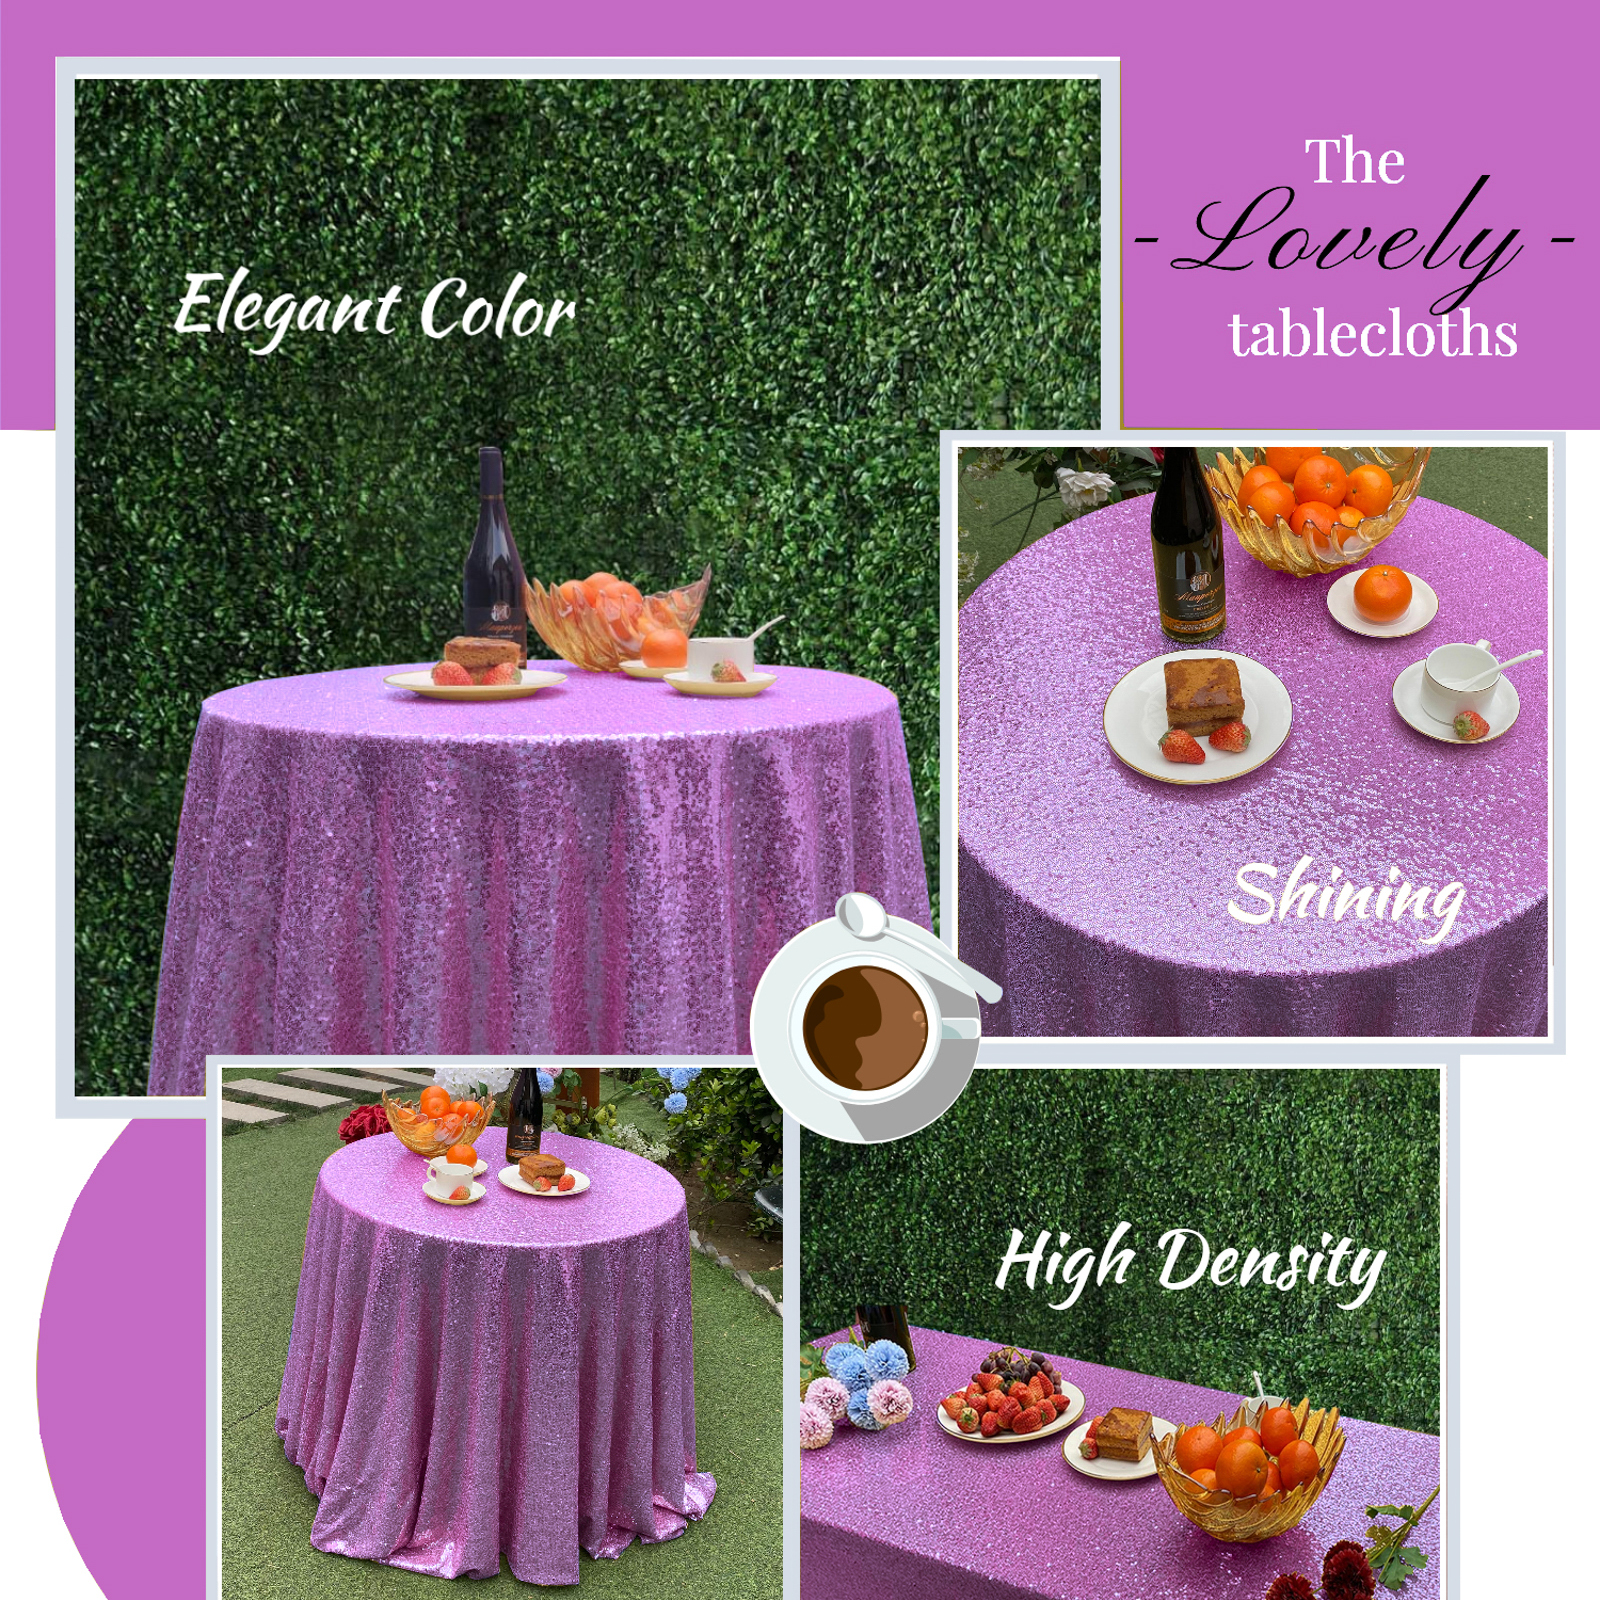 The
- Lovely -
tablecloths
Elegant Color
Shining
High Density